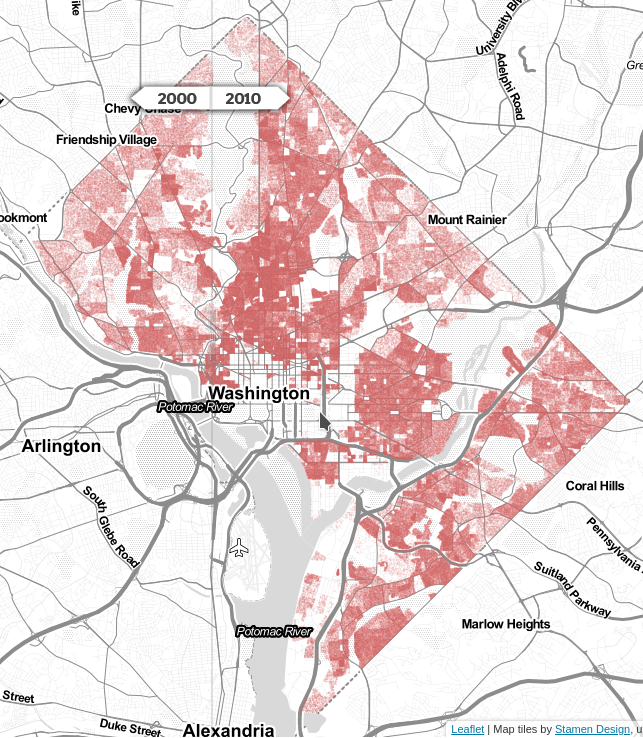 ike
University Blv
Gre
Adelphi Road
2000 2010
Chevy Chase
Friendship Village
ookmont
Mount Rainier
Washington
Potomac River
Arlington
South Glebe Road
Coral Hills
Pennsylvania
Suitland Parkway
Marlow Heights
Potomac River
Street
Duke Street
Alexandria
Leaflet | Map tiles by Stamen Design, u